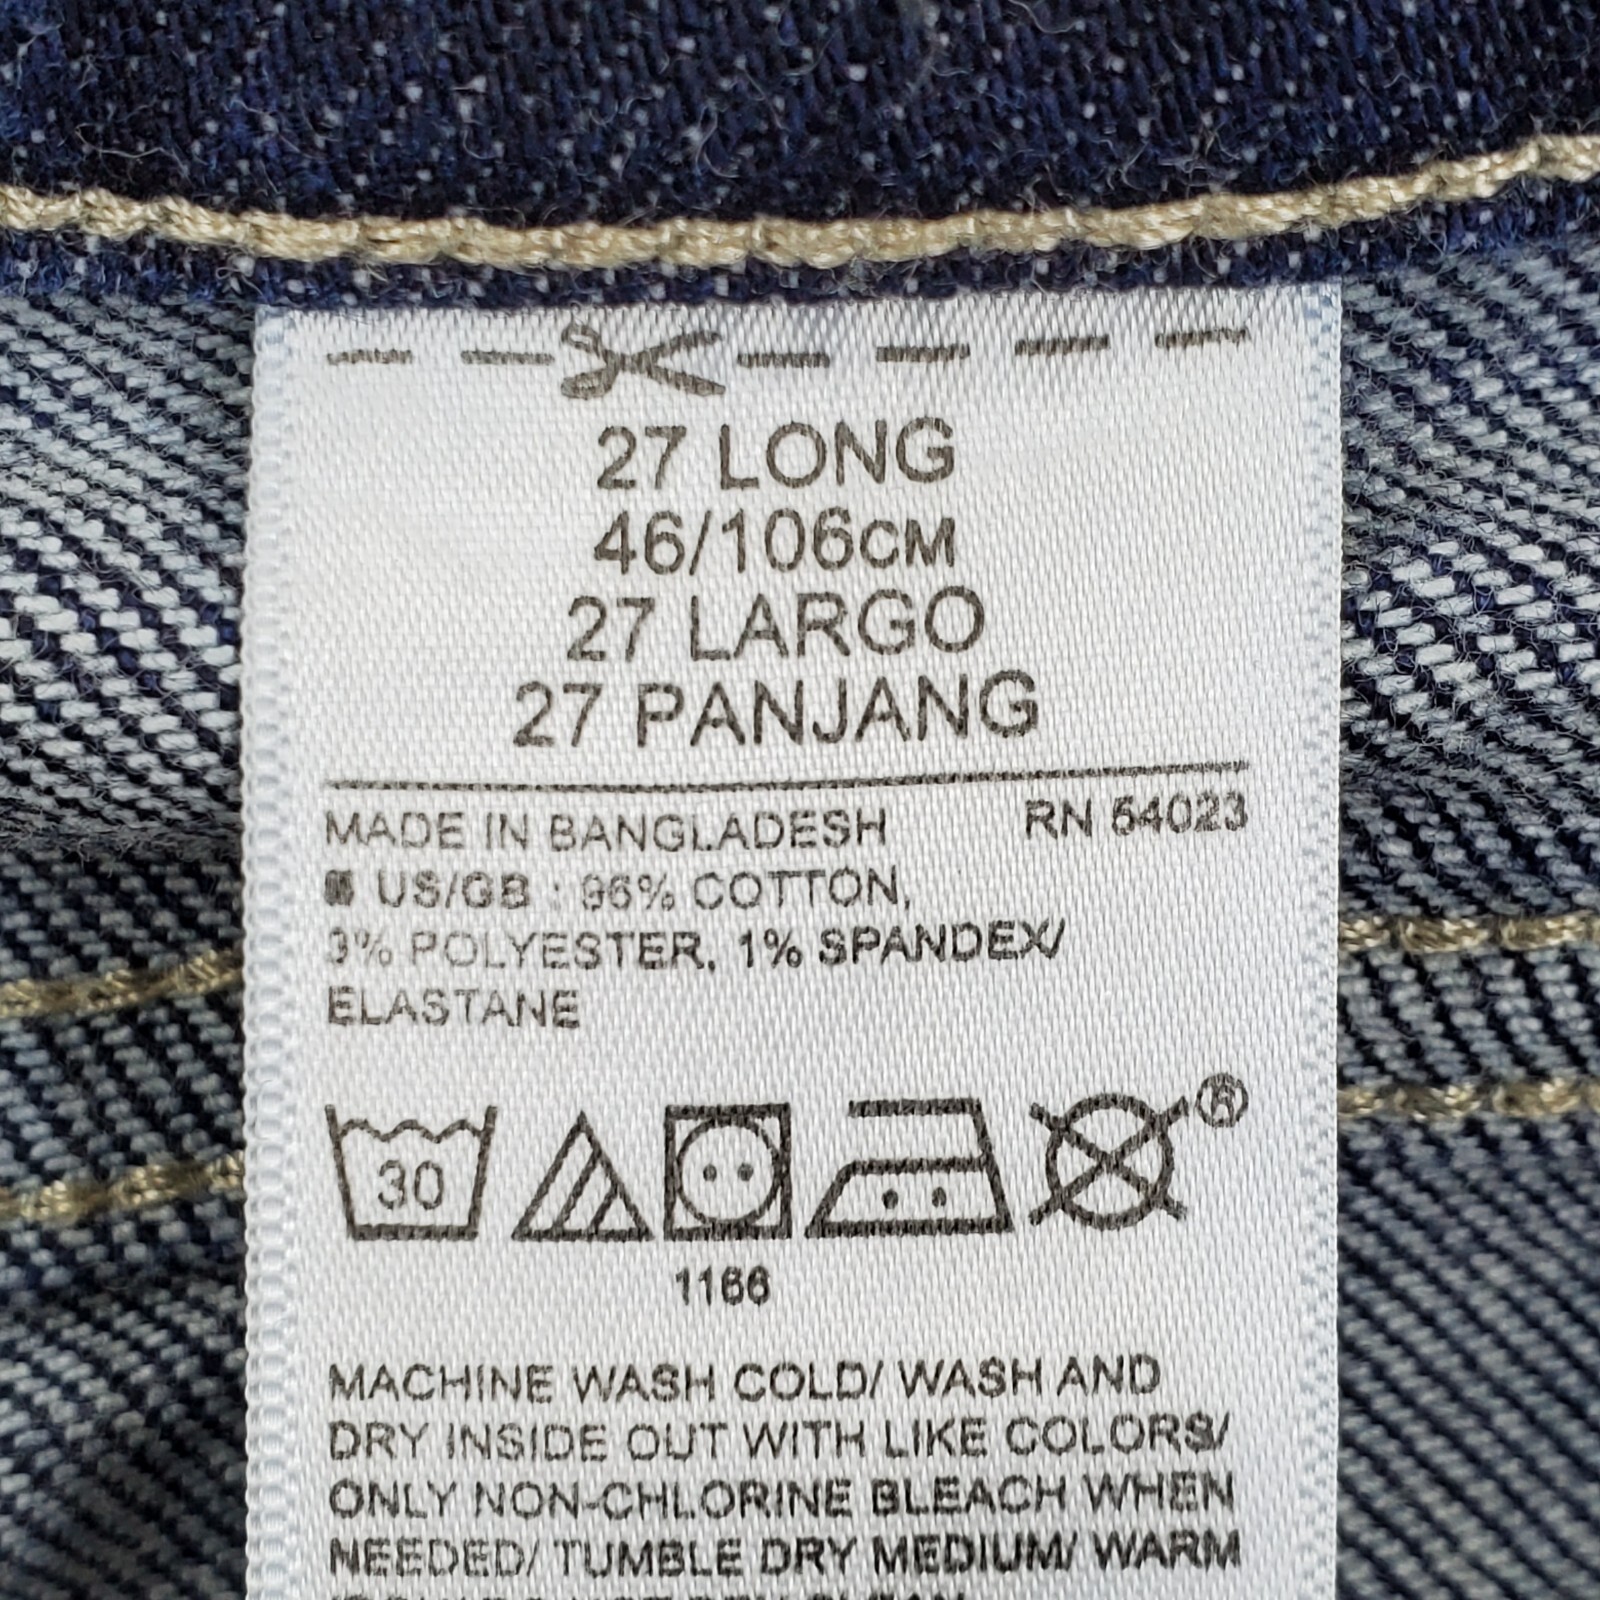 27 LONG
46/106CM
27 LARGO
27 PANJANG
MADE IN BANGLADESH RN 54023
US/GB : 96% COTTON,
3% POLYESTER, 1% SPANDEX/
ELASTANE
30
®
1166
MACHINE WASH COLD/ WASH AND
DRY INSIDE OUT WITH LIKE COLORS/
ONLY NON-CHLORINE BLEACH WHEN
NEEDED/ TUMBLE DRY MEDIUM/ WARM